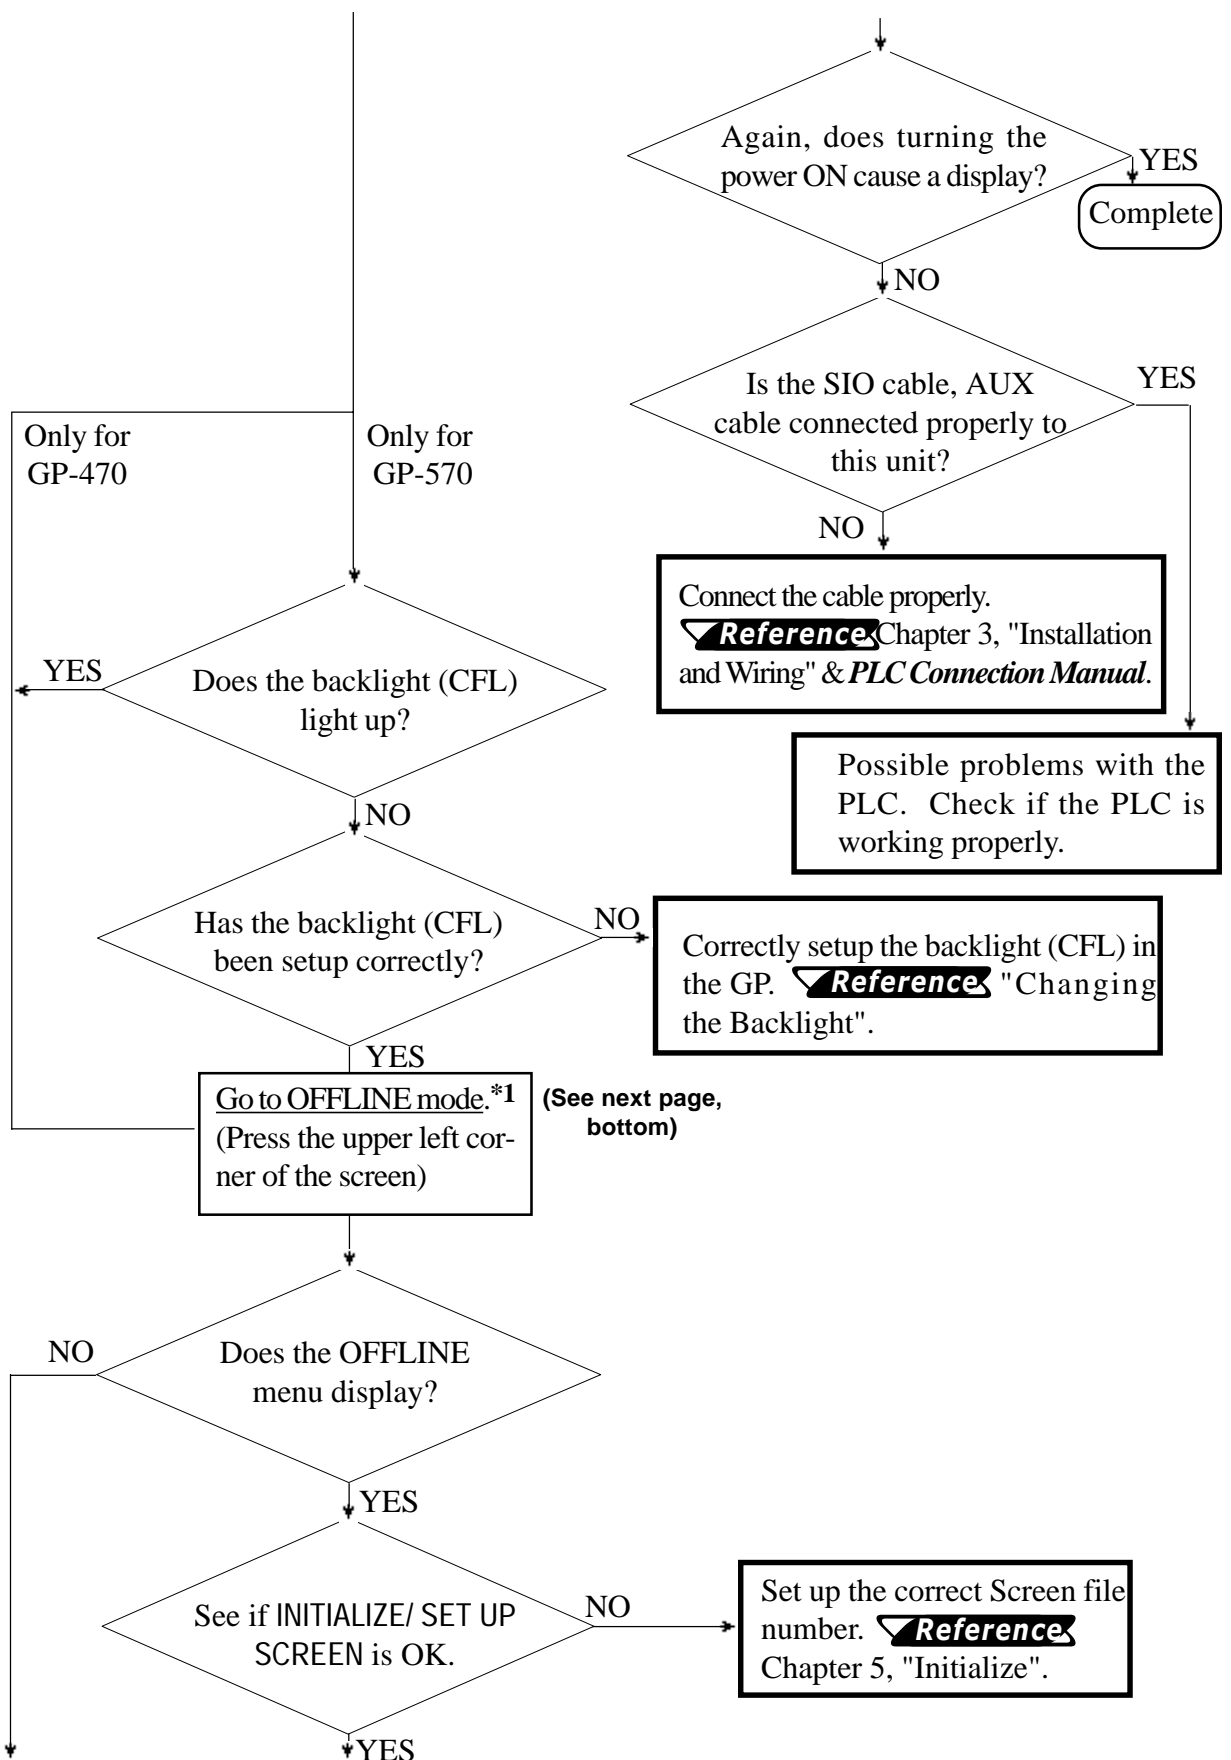 Again, does turning the
power ON cause a display?
YES
Complete
NO
Is the SIO cable, AUX
cable connected properly to
this unit?
YES
NO
Connect the cable properly.
Reference Chapter 3, "Installation
and Wiring" & PLC Connection Manual.
Possible problems with the
PLC. Check if the PLC is
working properly.
Only for
GP-470
Only for
GP-570
YES
Does the backlight (CFL)
light up?
NO
Has the backlight (CFL)
been setup correctly?
NO
Correctly setup the backlight (CFL) in
the GP. Reference "Changing
the Backlight".
YES
Go to OFFLINE mode.*1
(Press the upper left cor-
ner of the screen)
(See next page,
bottom)
NO
Does the OFFLINE
menu display?
YES
See if INITIALIZE/ SET UP
SCREEN is OK.
NO
Set up the correct Screen file
number. Reference
Chapter 5, "Initialize".
YES